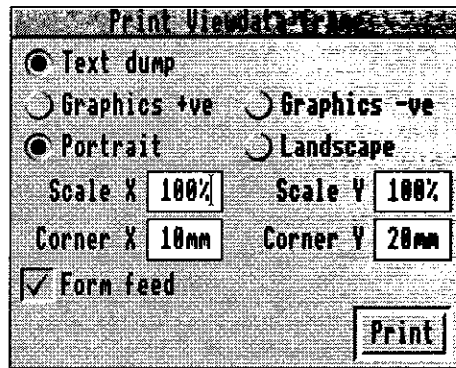 Print Viewdata frame
Text dump
Graphics +ve Graphics -ve
Portrait Landscape
Scale X 100% Scale Y 100%
Corner X 10mm Corner Y 20mm
Form feed
Print